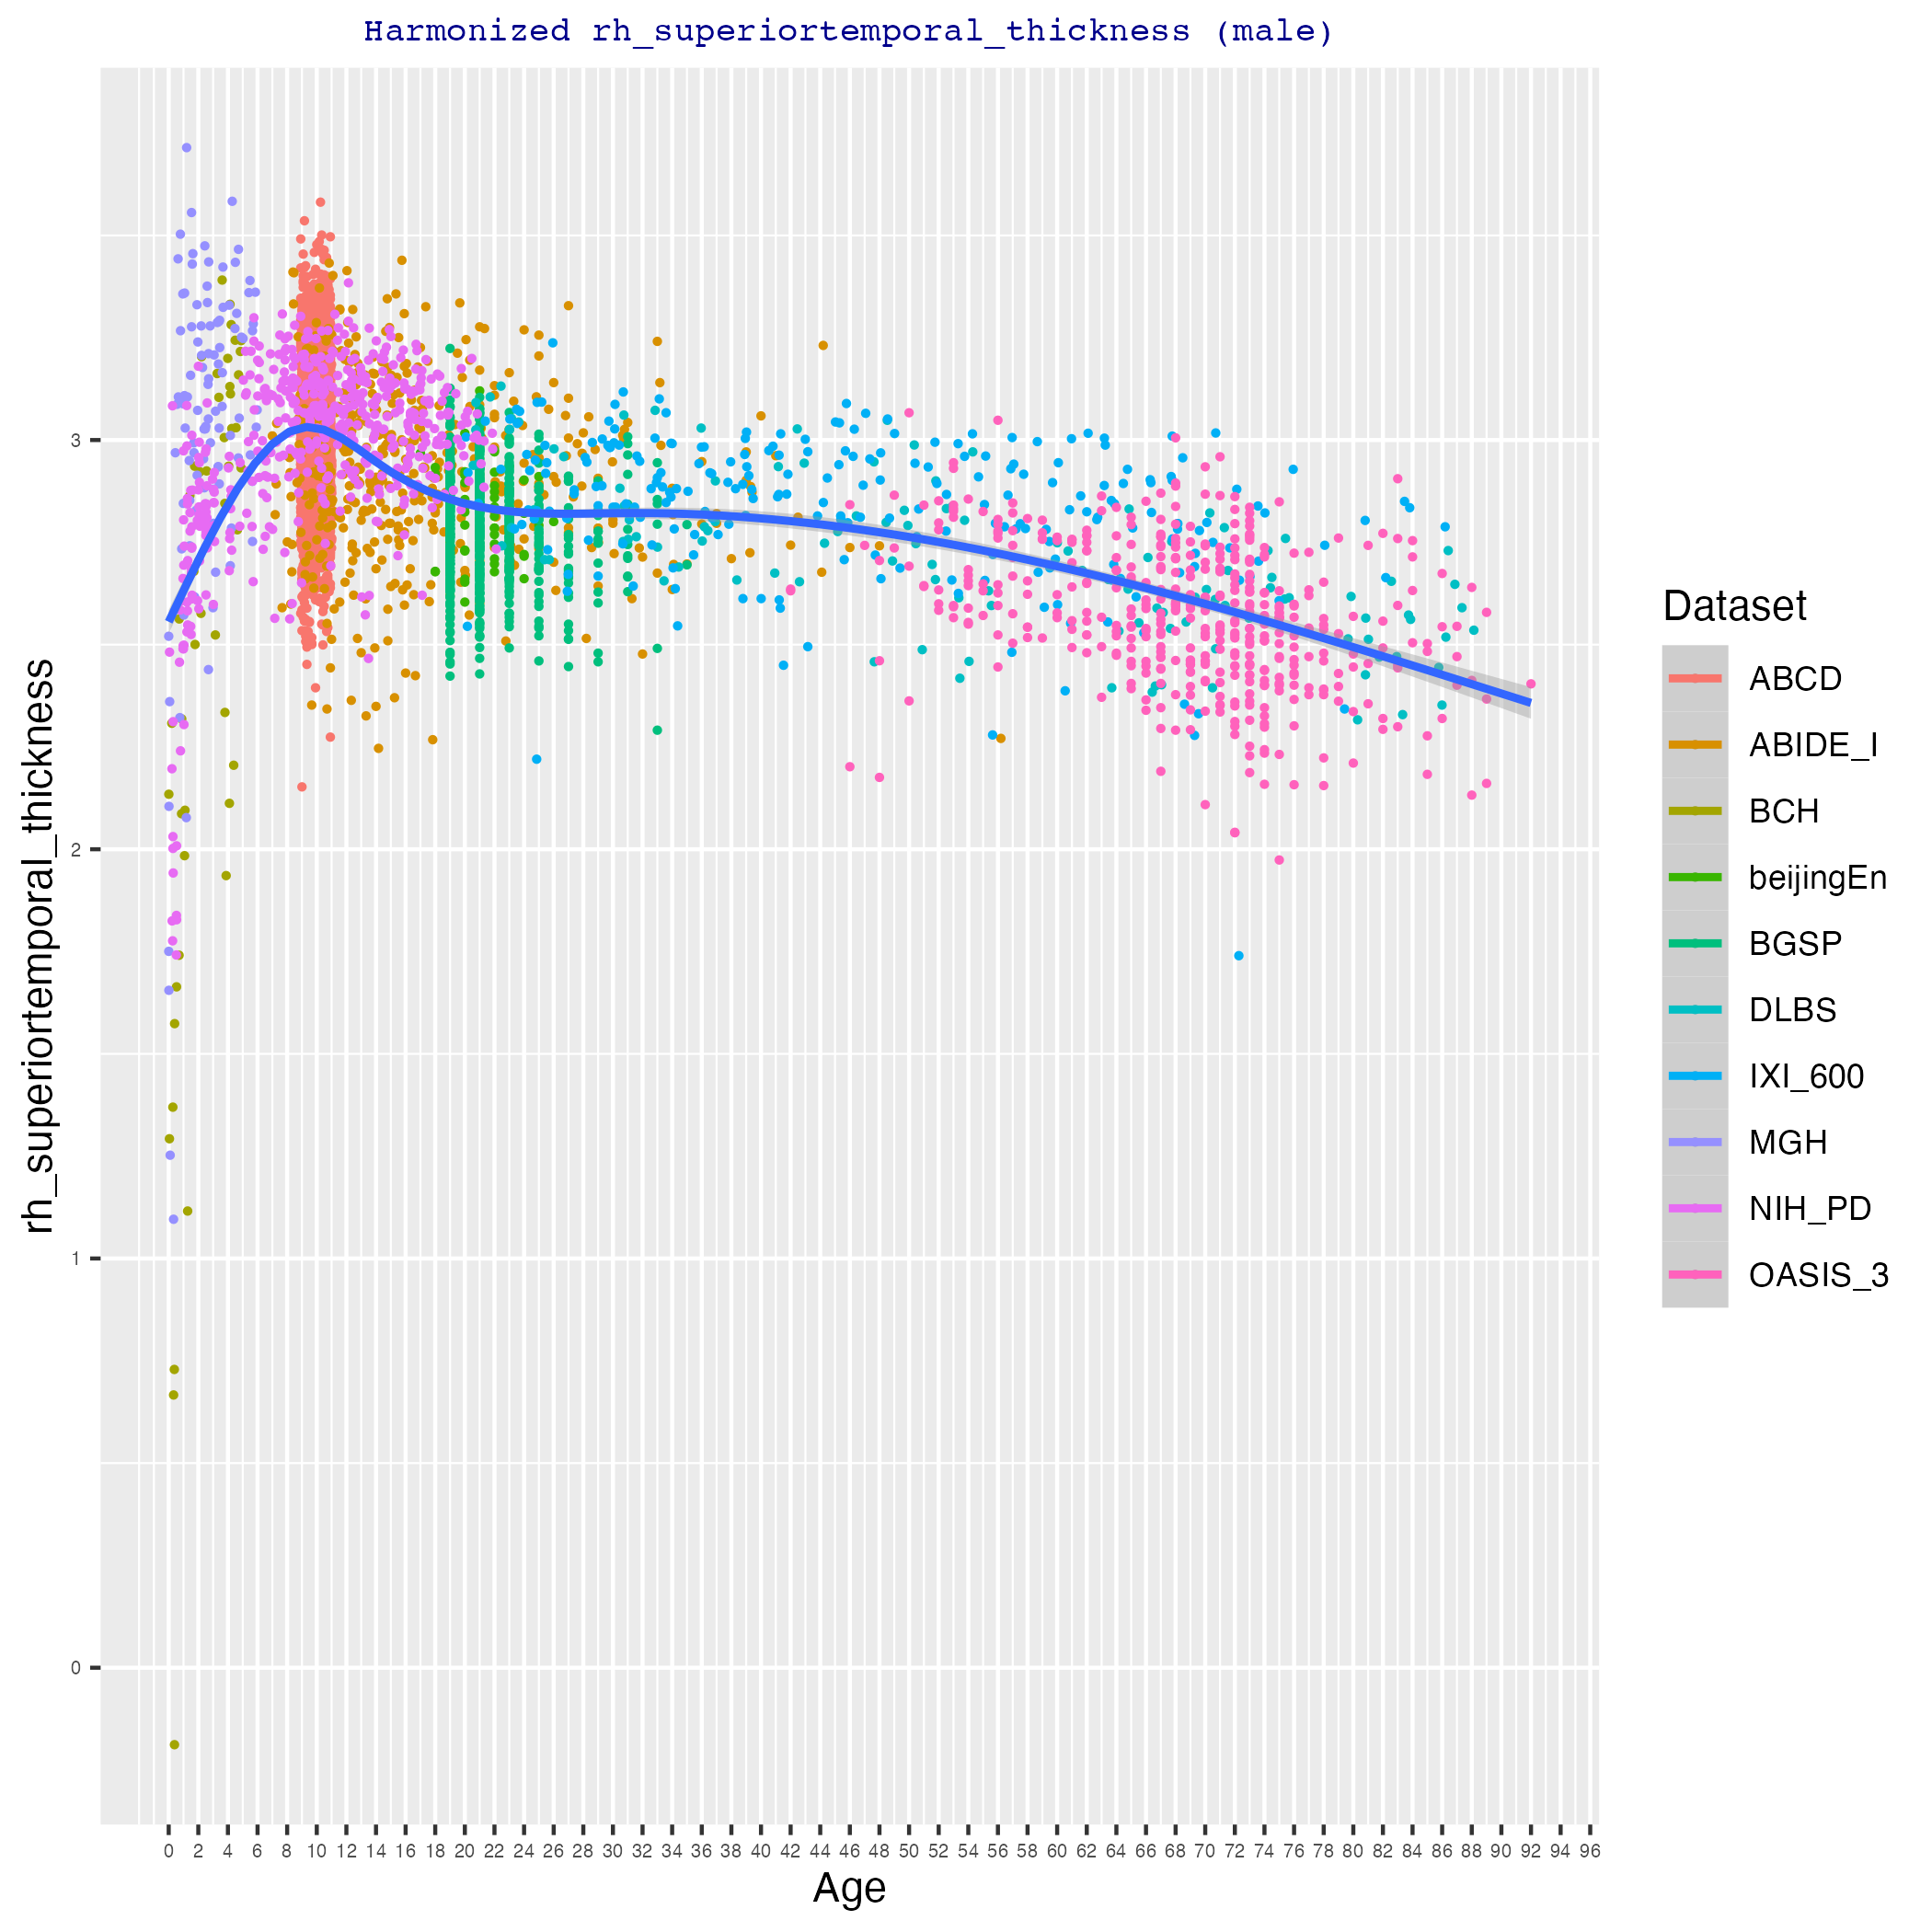 Harmonized rh_superiortemporal_thickness (male)
rh_superiortemporal_thickness
3
2
1
0
0 2 4 6 8 10 12 14 16 18 20 22 24 26 28 30 32 34 36 38 40 42 44 46 48 50 52 54 56 58 60 62 64 66 68 70 72 74 76 78 80 82 84 86 88 90 92 94 96
Age
Dataset
ABCD
ABIDE_I
BCH
beijingEn
BGSP
DLBS
IXI_600
MGH
NIH_PD
OASIS_3